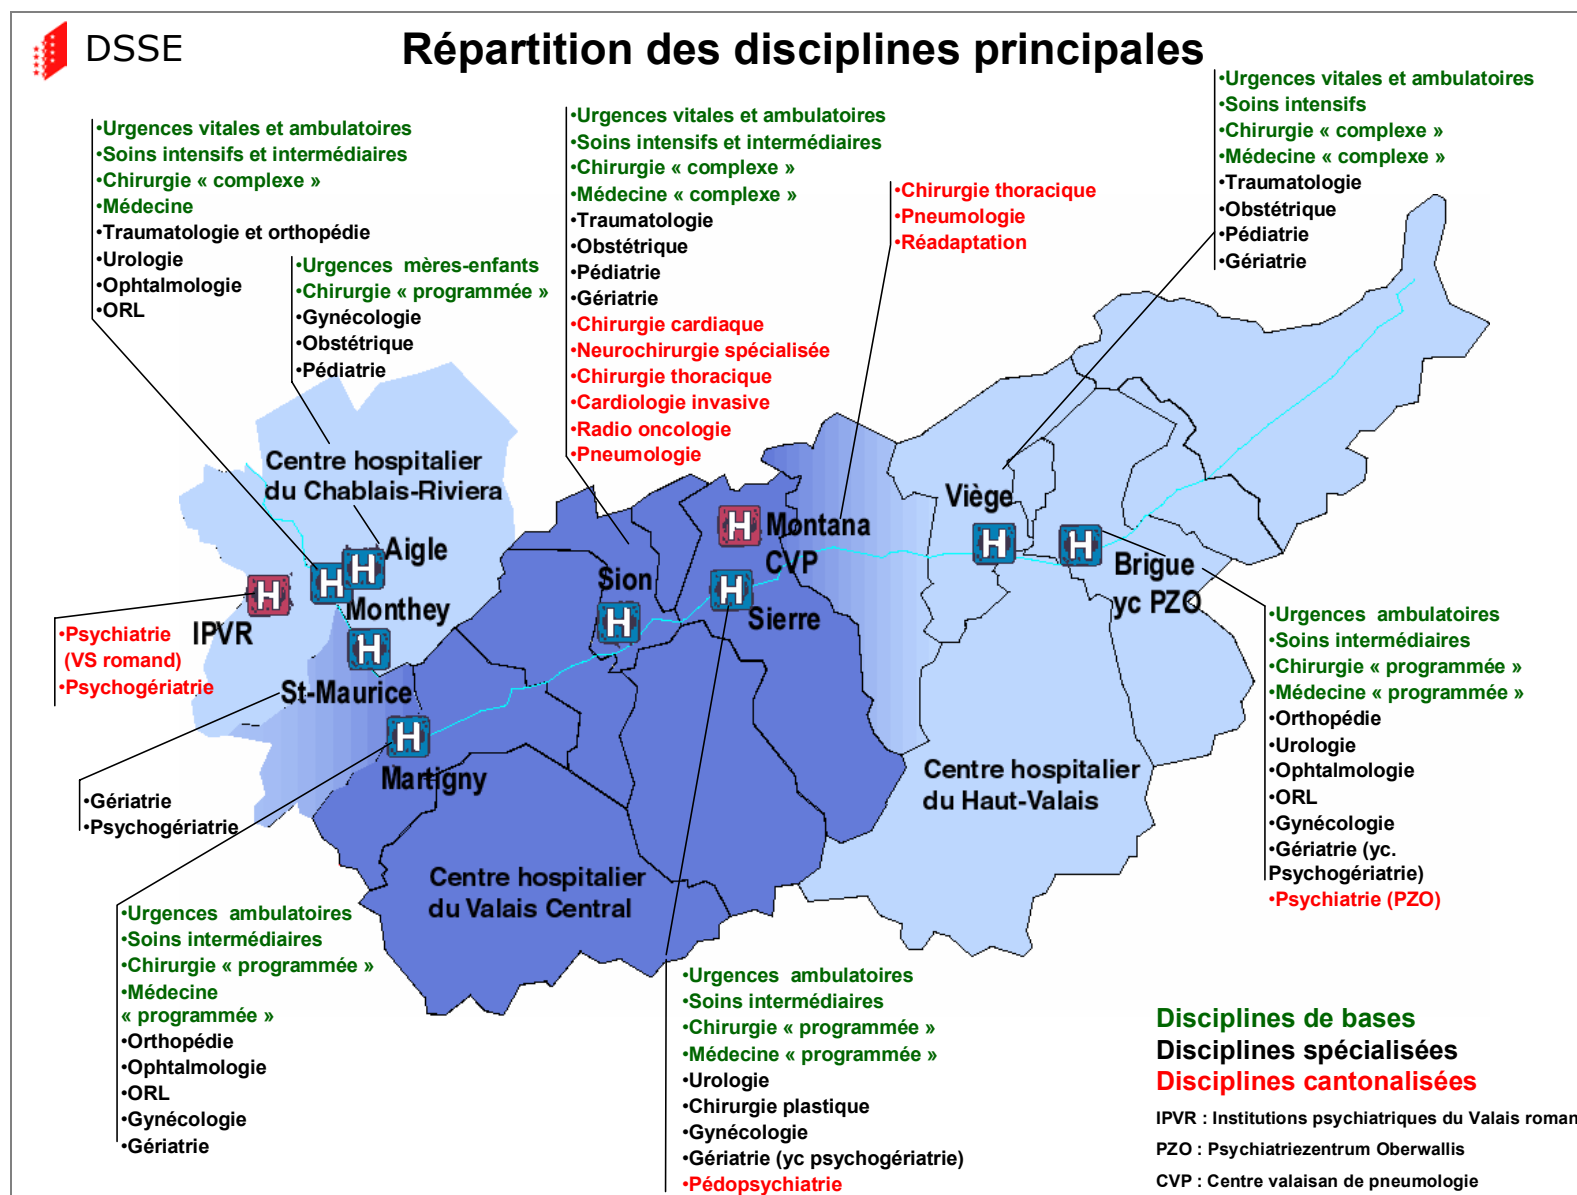 DSSE
Répartition des disciplines principales
•Urgences vitales et ambulatoires
•Soins intensifs et intermédiaires
•Chirurgie « complexe »
•Médecine
•Traumatologie et orthopédie
•Urologie
•Ophtalmologie
•ORL
•Urgences mères-enfants
•Chirurgie « programmée »
•Gynécologie
•Obstétrique
•Pédiatrie
•Urgences vitales et ambulatoires
•Soins intensifs et intermédiaires
•Chirurgie « complexe »
•Médecine « complexe »
•Traumatologie
•Obstétrique
•Pédiatrie
•Gériatrie
•Chirurgie cardiaque
•Neurochirurgie spécialisée
•Chirurgie thoracique
•Cardiologie invasive
•Radio oncologie
•Pneumologie
•Chirurgie thoracique
•Pneumologie
•Réadaptation
•Urgences vitales et ambulatoires
•Soins intensifs
•Chirurgie « complexe »
•Médecine « complexe »
•Traumatologie
•Obstétrique
•Pédiatrie
•Gériatrie
Centre hospitalier
du Chablais-Riviera
H
Aigle
H
Monthey
H
IPVR
H
St-Maurice
H
Martigny
Sion
H
H
Montana
CVP
H
Sierre
Viège
H
H
Brigue
yc PZO
Centre hospitalier
du Haut-Valais
Centre hospitalier
du Valais Central
•Psychiatrie
(VS romand)
•Psychogériatrie
•Gériatrie
•Psychogériatrie
•Urgences ambulatoires
•Soins intermédiaires
•Chirurgie « programmée »
•Médecine
« programmée »
•Orthopédie
•Ophtalmologie
•ORL
•Gynécologie
•Gériatrie
•Urgences ambulatoires
•Soins intermédiaires
•Chirurgie « programmée »
•Médecine « programmée »
•Urologie
•Chirurgie plastique
•Gynécologie
•Gériatrie (yc psychogériatrie)
•Pédopsychiatrie
•Urgences ambulatoires
•Soins intermédiaires
•Chirurgie « programmée »
•Médecine « programmée »
•Orthopédie
•Urologie
•Ophtalmologie
•ORL
•Gynécologie
•Gériatrie (yc.
Psychogériatrie)
•Psychiatrie (PZO)
Disciplines de bases
Disciplines spécialisées
Disciplines cantonalisées
IPVR : Institutions psychiatriques du Valais roman
PZO : Psychiatriezentrum Oberwallis
CVP : Centre valaisan de pneumologie